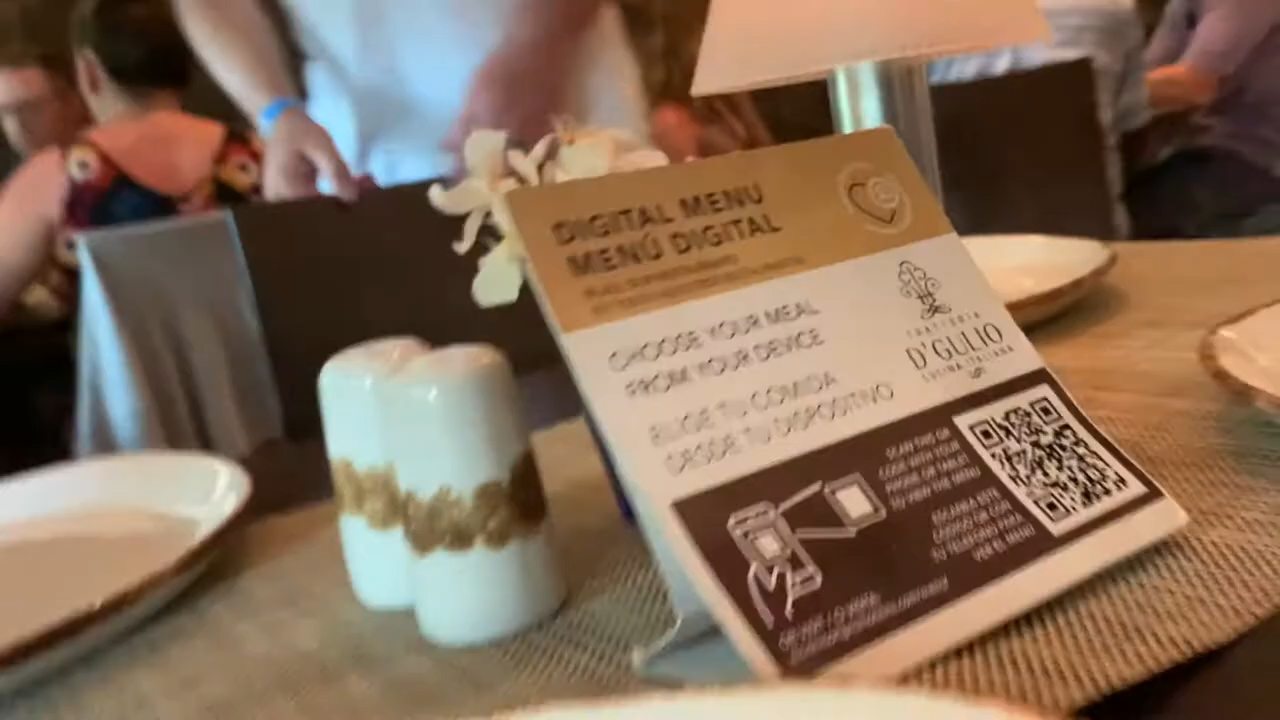 DIGITAL MENU
MENÚ DIGITAL
CHOOSE YOUR MEAL
FROM YOUR DEVICE
ELIGE TU COMIDA
DESDE TU DISPOSITIVO
TRATTORIA
D'GULIO
CUCINA ITALIANA
SCAN THIS QR
CODE WITH YOUR
PHONE OR TABLET
TO VIEW THE MENU
ESCANEA ESTE
CÓDIGO QR CON
TU TELÉFONO PARA
VER EL MENÚ